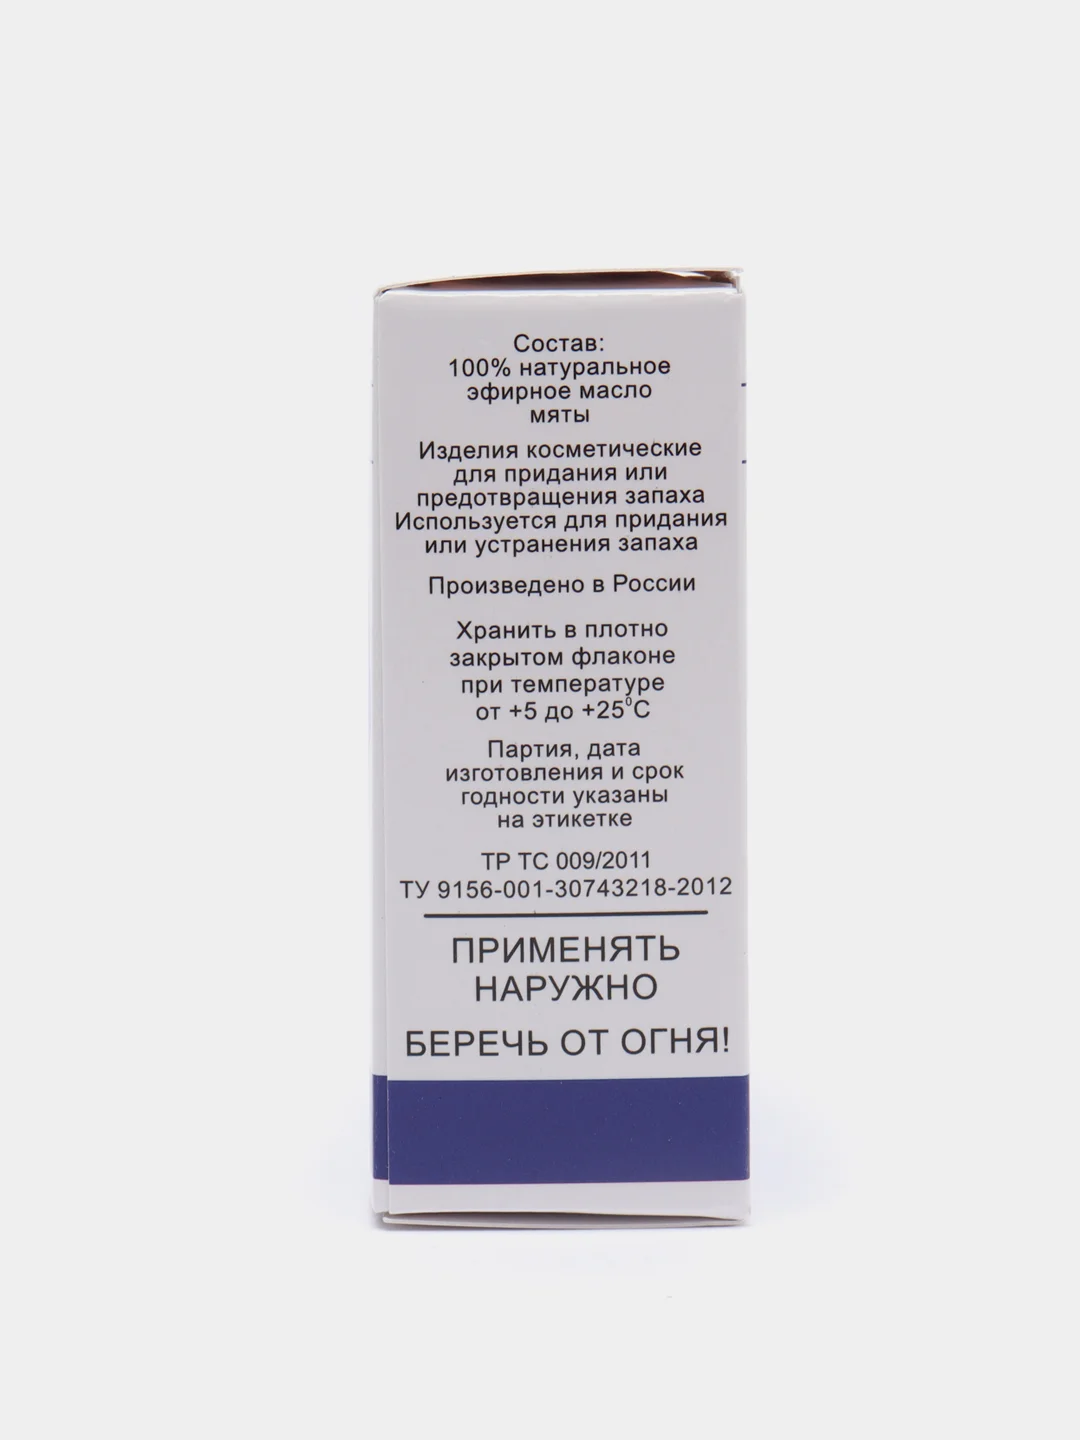 Состав:
100% натуральное
эфирное масло
мяты
Изделия косметические
для придания или
предотвращения запаха
Используется для придания
или устранения запаха
Произведено в России
Хранить в плотно
закрытом флаконе
при температуре
от +5 до +25⁰С
Партия, дата
изготовления и срок
годности указаны
на этикетке
ТР ТС 009/2011
ТУ 9156-001-30743218-2012
ПРИМЕНЯТЬ
НАРУЖНО
БЕРЕЧЬ ОТ ОГНЯ!